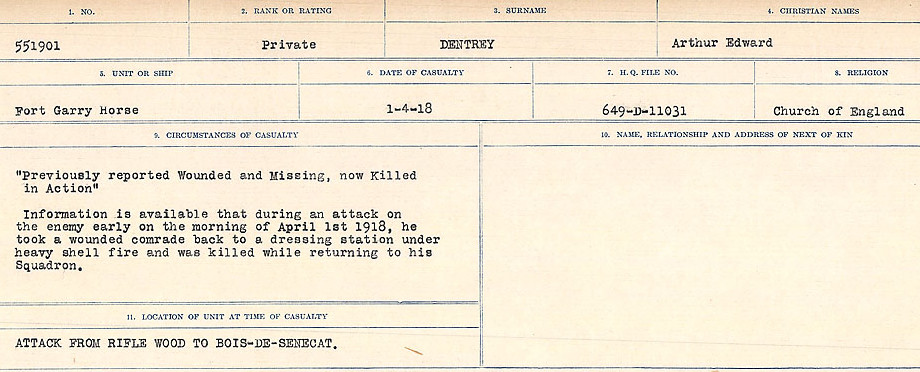 1. NO. 2. RANK OR RATING 3. SURNAME 4. CHRISTIAN NAMES
551901 Private DENTREY Arthur Edward
5. UNIT OR SHIP 6. DATE OF CASUALTY 7. H.Q. FILE NO. 8. RELIGION
Fort Garry Horse 1-4-18 649-D-11031 Church of England
9. CIRCUMSTANCES OF CASUALTY 10. NAME, RELATIONSHIP AND ADDRESS OF NEXT OF KIN
"Previously reported Wounded and Missing, now Killed
in Action"
Information is available that during an attack on
the enemy early on the morning of April 1st 1918, he
took a wounded comrade back to a dressing station under
heavy shell fire and was killed while returning to his
Squadron.
11. LOCATION OF UNIT AT TIME OF CASUALTY
ATTACK FROM RIFLE WOOD TO BOIS-DE-SENECAT.